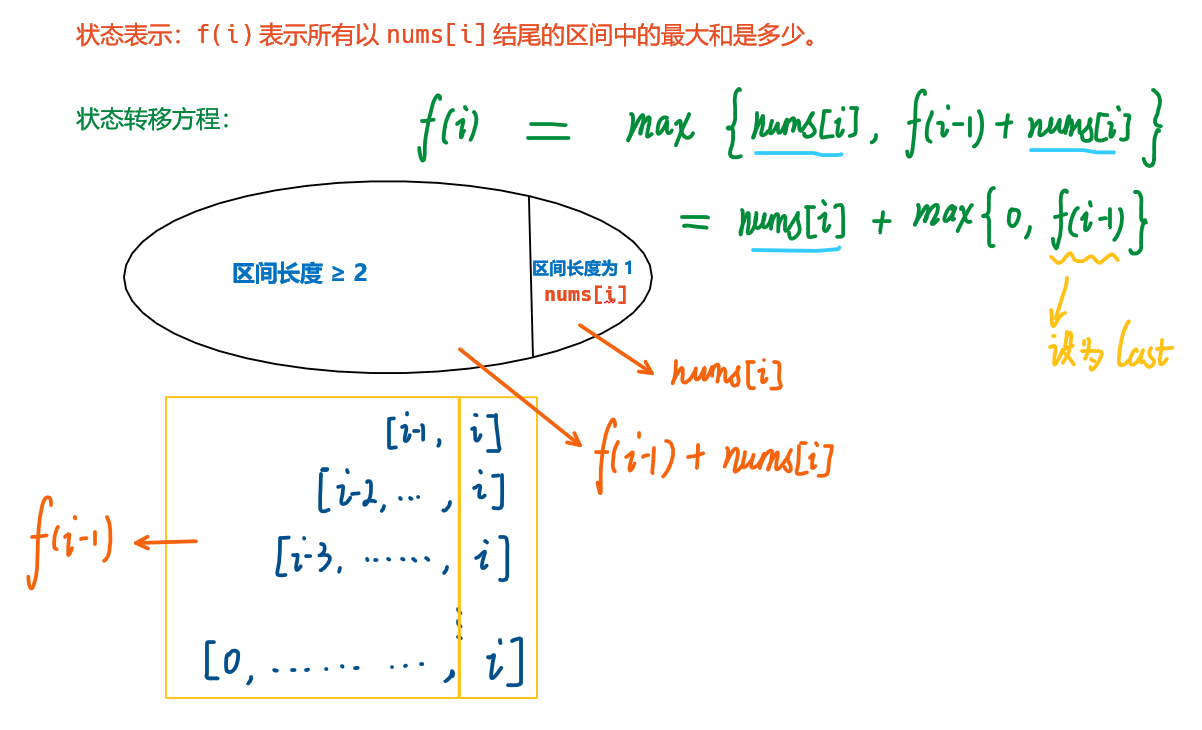 状态表示：f(i)表示所有以 nums[i] 结尾的区间中的最大和是多少。
状态转移方程：
f(i) = max {nums[i], f(i-1) + nums[i]}
= nums[i] + max{0, f(i-1)}
设为 last
区间长度 ≥ 2
区间长度为 1
nums[i]
nums[i]
f(i-1) + nums[i]
[i-1, i]
[i-2, ... , i]
[i-3, ...... , i]
⋮
[0, ...... ... , i]
f(i-1)